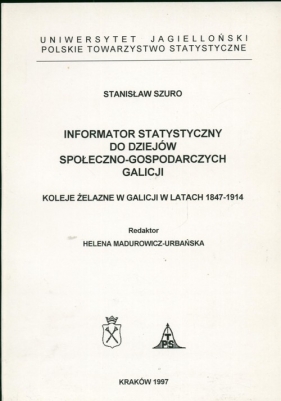 UNIWERSYTET JAGIELLOŃSKI
POLSKIE TOWARZYSTWO STATYSTYCZNE
STANISŁAW SZURO
INFORMATOR STATYSTYCZNY
DO DZIEJÓW
SPOŁECZNO-GOSPODARCZYCH
GALICJI
KOLEJE ŻELAZNE W GALICJI W LATACH 1847-1914
Redaktor
HELENA MADUROWICZ-URBAŃSKA
PTS
KRAKÓW 1997